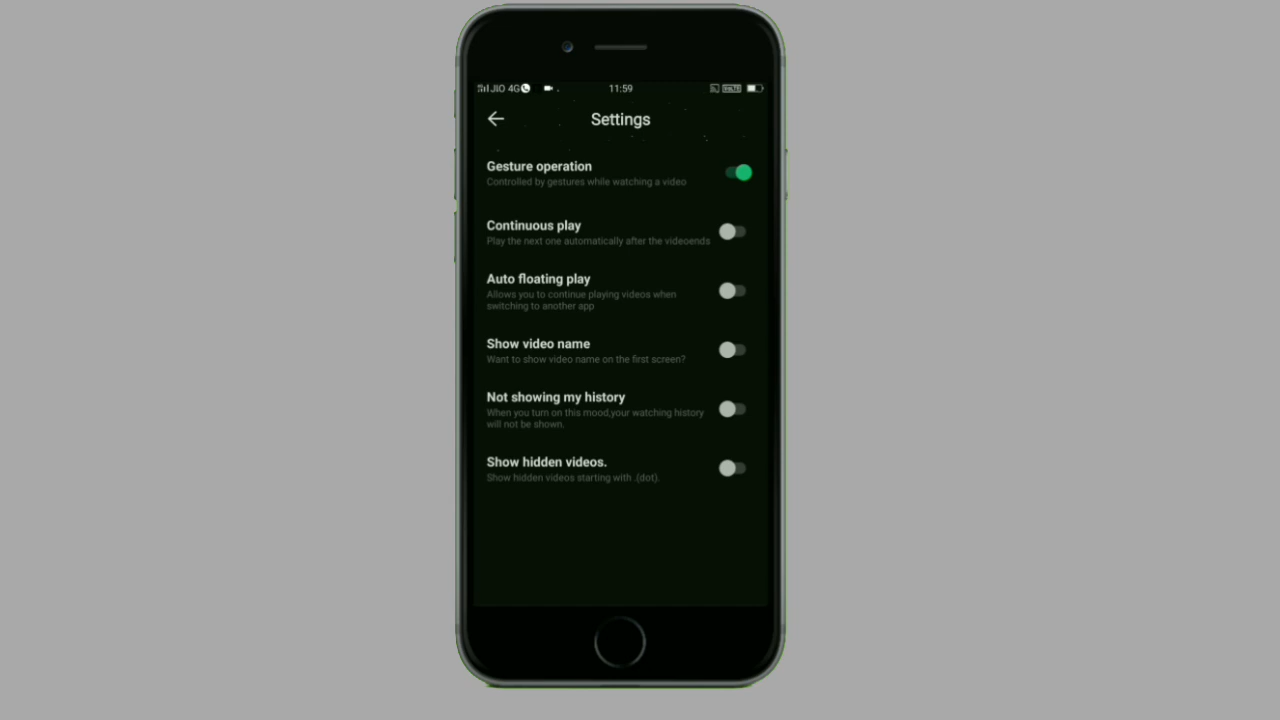 JIO 4G 11:59 VoLTE
Settings
Gesture operation
Controlled by gestures while watching a video
Continuous play
Play the next one automatically after the videoends
Auto floating play
Allows you to continue playing videos when
switching to another app
Show video name
Want to show video name on the first screen?
Not showing my history
When you turn on this mood,your watching history
will not be shown.
Show hidden videos.
Show hidden videos starting with .(dot).